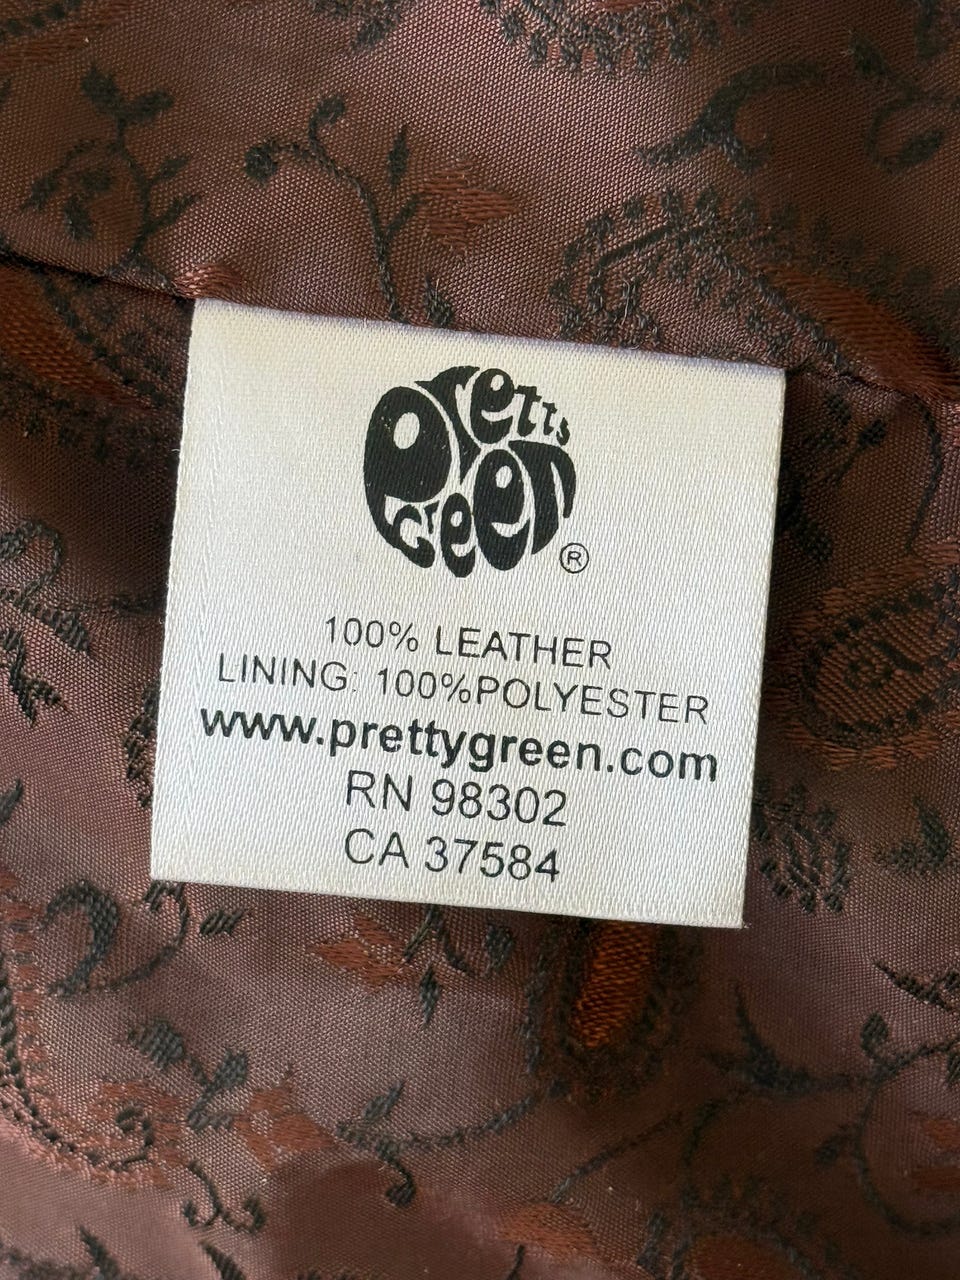 Pretty
Green
®
100% LEATHER
LINING: 100%POLYESTER
www.prettygreen.com
RN 98302
CA 37584